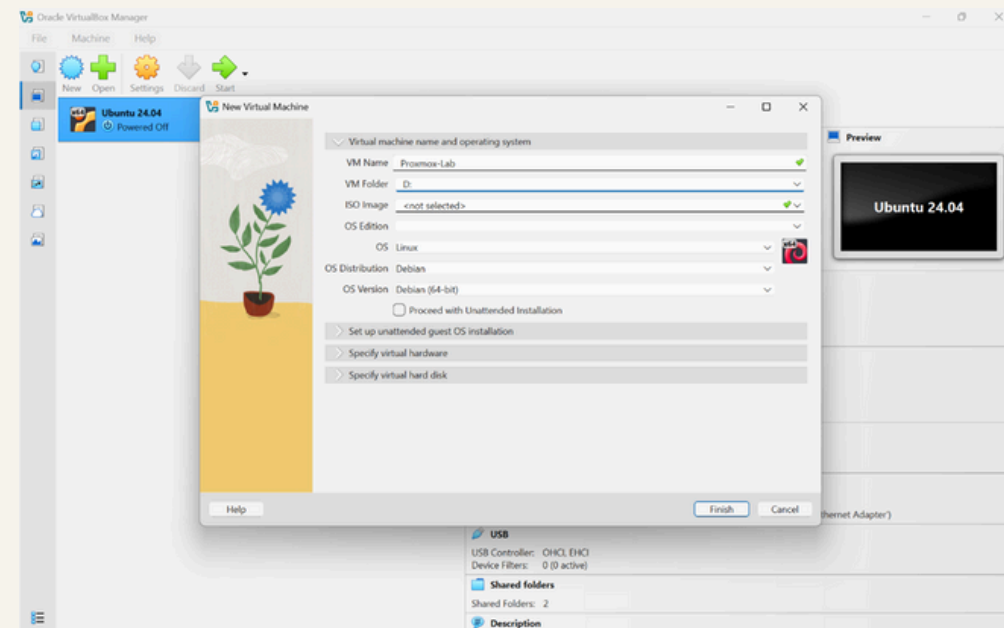 Oracle VirtualBox Manager
File Machine Help
New Open Settings Discard Start
Ubuntu 24.04
Powered Off
New Virtual Machine
Virtual machine name and operating system
VM Name Proxmox-Lab
VM Folder D:
ISO Image <not selected>
OS Edition
OS Linux
OS Distribution Debian
OS Version Debian (64-bit)
Proceed with Unattended Installation
Set up unattended guest OS installation
Specify virtual hardware
Specify virtual hard disk
Help Finish Cancel
Preview
Ubuntu 24.04
thernet Adapter')
USB
USB Controller: OHCI, EHCI
Device Filters: 0 (0 active)
Shared folders
Shared Folders: 2
Description